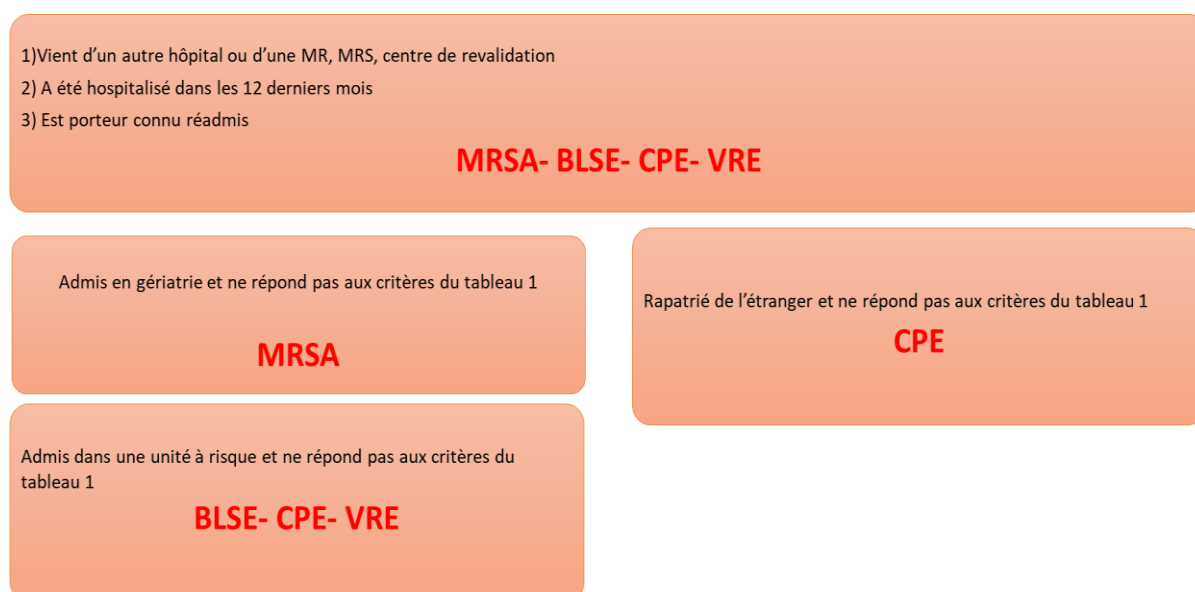 1)Vient d'un autre hôpital ou d'une MR, MRS, centre de revalidation
2) A été hospitalisé dans les 12 derniers mois
3) Est porteur connu réadmis
MRSA- BLSE- CPE- VRE
Admis en gériatrie et ne répond pas aux critères du tableau 1
MRSA
Rapatrié de l'étranger et ne répond pas aux critères du tableau 1
CPE
Admis dans une unité à risque et ne répond pas aux critères du
tableau 1
BLSE- CPE- VRE